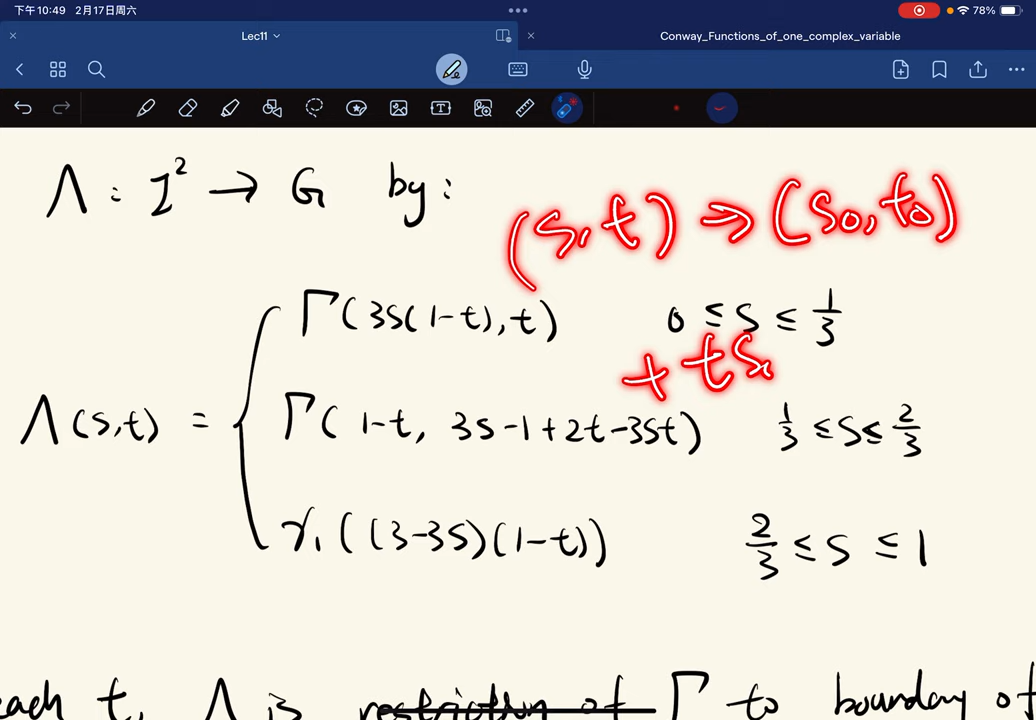 下午10:49 2月17日周六
78%
Lec11
Conway_Functions_of_one_complex_variable
Λ : I² → G by:
(s,t) → (s₀,t₀)
Γ(3s(1-t),t) 0 ≤ s ≤ 1/3
+ ts
Λ(s,t) = { Γ(1-t, 3s-1+2t-3st) 1/3 ≤ s ≤ 2/3
γ₁((3-3s)(1-t)) 2/3 ≤ s ≤ 1
each t, Λ is restriction of Γ to boundary of